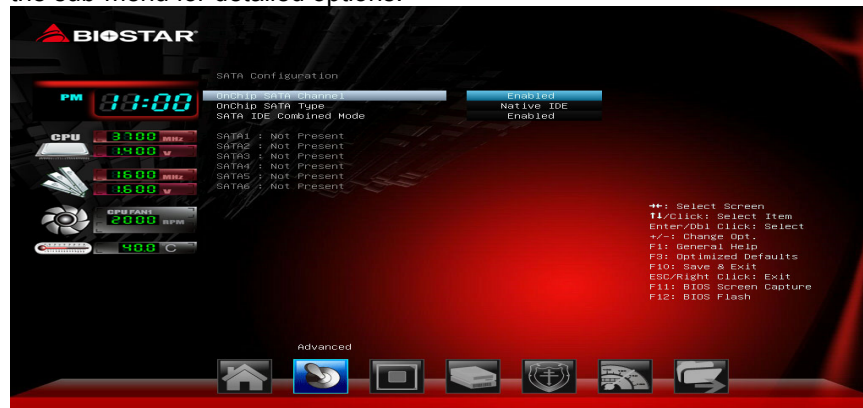 the sub-menu for detailed options.
BIOSTAR
SATA Configuration
PM 11:00
OnChip SATA Channel Enabled
OnChip SATA Type Native IDE
SATA IDE Combined Mode Enabled
CPU 3700 MHz
1.400 v
SATA1 : Not Present
SATA2 : Not Present
SATA3 : Not Present
SATA4 : Not Present
SATA5 : Not Present
SATA6 : Not Present
1600 MHz
1.600 v
CPU FAN1
2000 RPM
40.0 C
→←: Select Screen
↑↓/Click: Select Item
Enter/Dbl Click: Select
+/-: Change Opt.
F1: General Help
F3: Optimized Defaults
F10: Save & Exit
ESC/Right Click: Exit
F11: BIOS Screen Capture
F12: BIOS Flash
Advanced